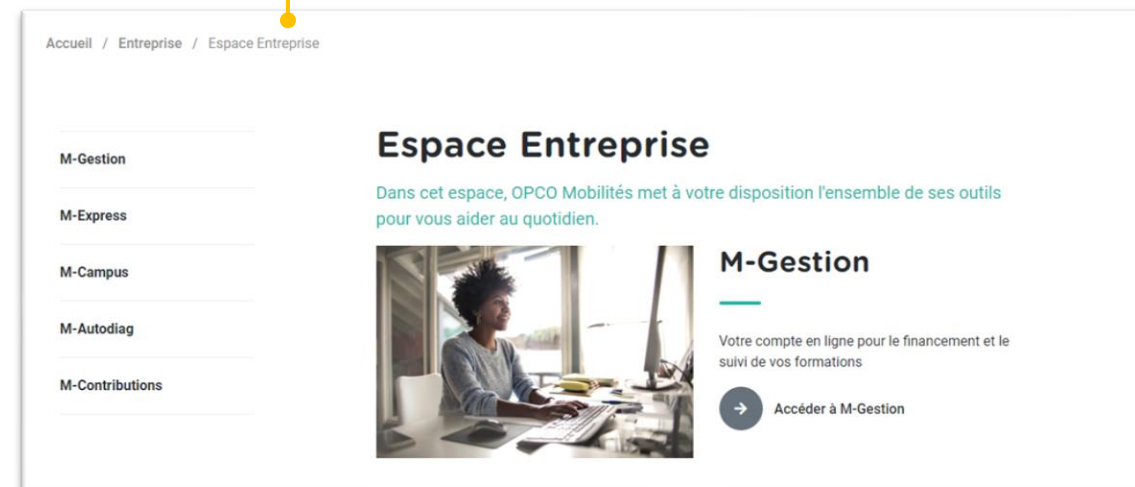 Accueil / Entreprise / Espace Entreprise
M-Gestion
M-Express
M-Campus
M-Autodiag
M-Contributions
Espace Entreprise
Dans cet espace, OPCO Mobilités met à votre disposition l'ensemble de ses outils
pour vous aider au quotidien.
M-Gestion
Votre compte en ligne pour le financement et le
suivi de vos formations
Accéder à M-Gestion